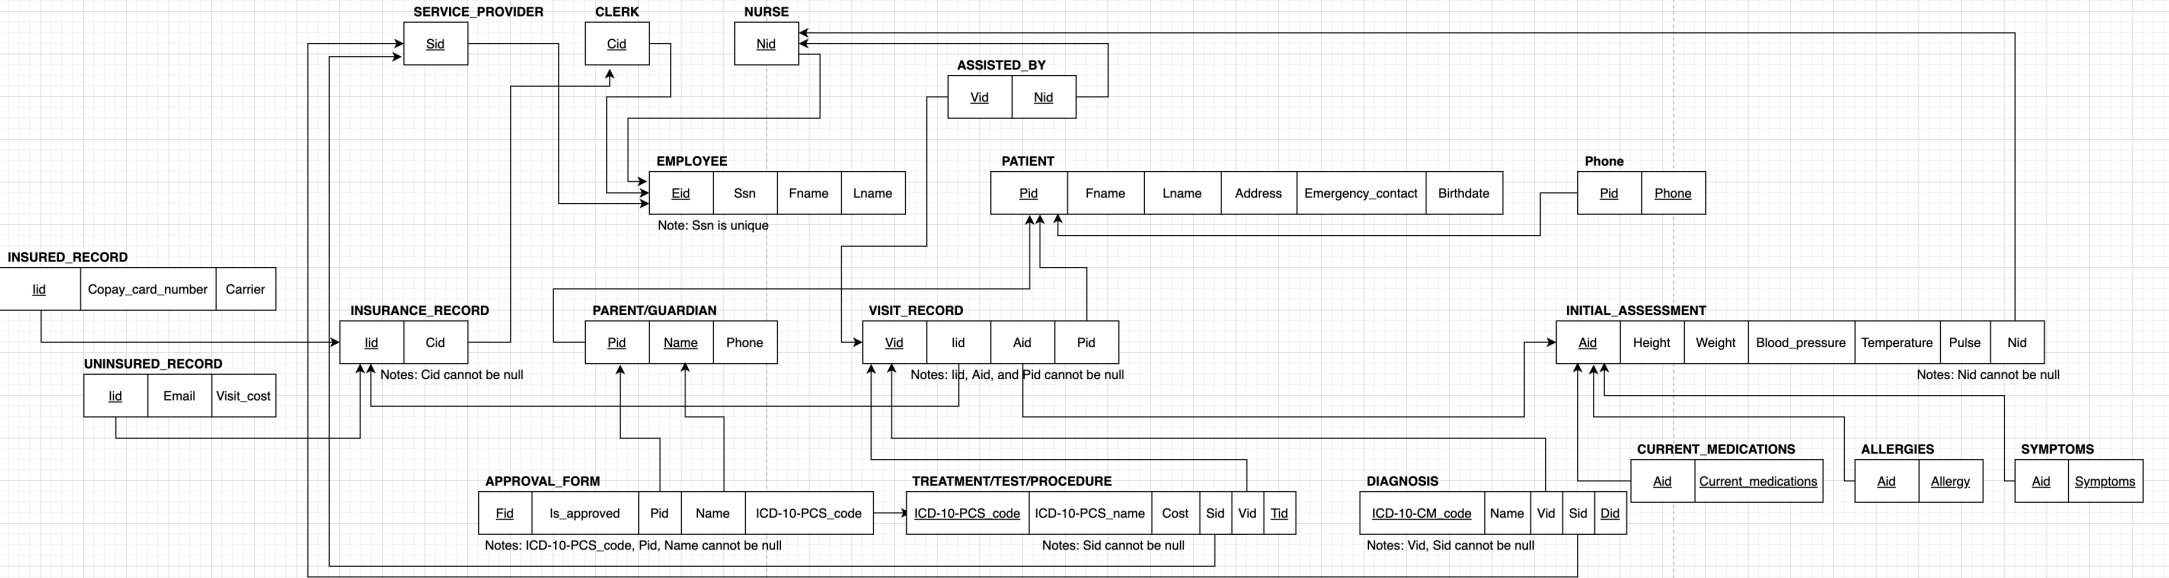 SERVICE_PROVIDER
Sid
CLERK
Cid
NURSE
Nid
ASSISTED_BY
Vid Nid
EMPLOYEE
Eid Ssn Fname Lname
Note: Ssn is unique
PATIENT
Pid Fname Lname Address Emergency_contact Birthdate
Phone
Pid Phone
INSURED_RECORD
Iid Copay_card_number Carrier
INSURANCE_RECORD
Iid Cid
Notes: Cid cannot be null
UNINSURED_RECORD
Iid Email Visit_cost
PARENT/GUARDIAN
Pid Name Phone
VISIT_RECORD
Vid Iid Aid Pid
Notes: Iid, Aid, and Pid cannot be null
INITIAL_ASSESSMENT
Aid Height Weight Blood_pressure Temperature Pulse Nid
Notes: Nid cannot be null
CURRENT_MEDICATIONS
Aid Current_medications
ALLERGIES
Aid Allergy
SYMPTOMS
Aid Symptoms
APPROVAL_FORM
Fid Is_approved Pid Name ICD-10-PCS_code
Notes: ICD-10-PCS_code, Pid, Name cannot be null
TREATMENT/TEST/PROCEDURE
ICD-10-PCS_code ICD-10-PCS_name Cost Sid Vid Tid
Notes: Sid cannot be null
DIAGNOSIS
ICD-10-CM_code Name Vid Sid Did
Notes: Vid, Sid cannot be null